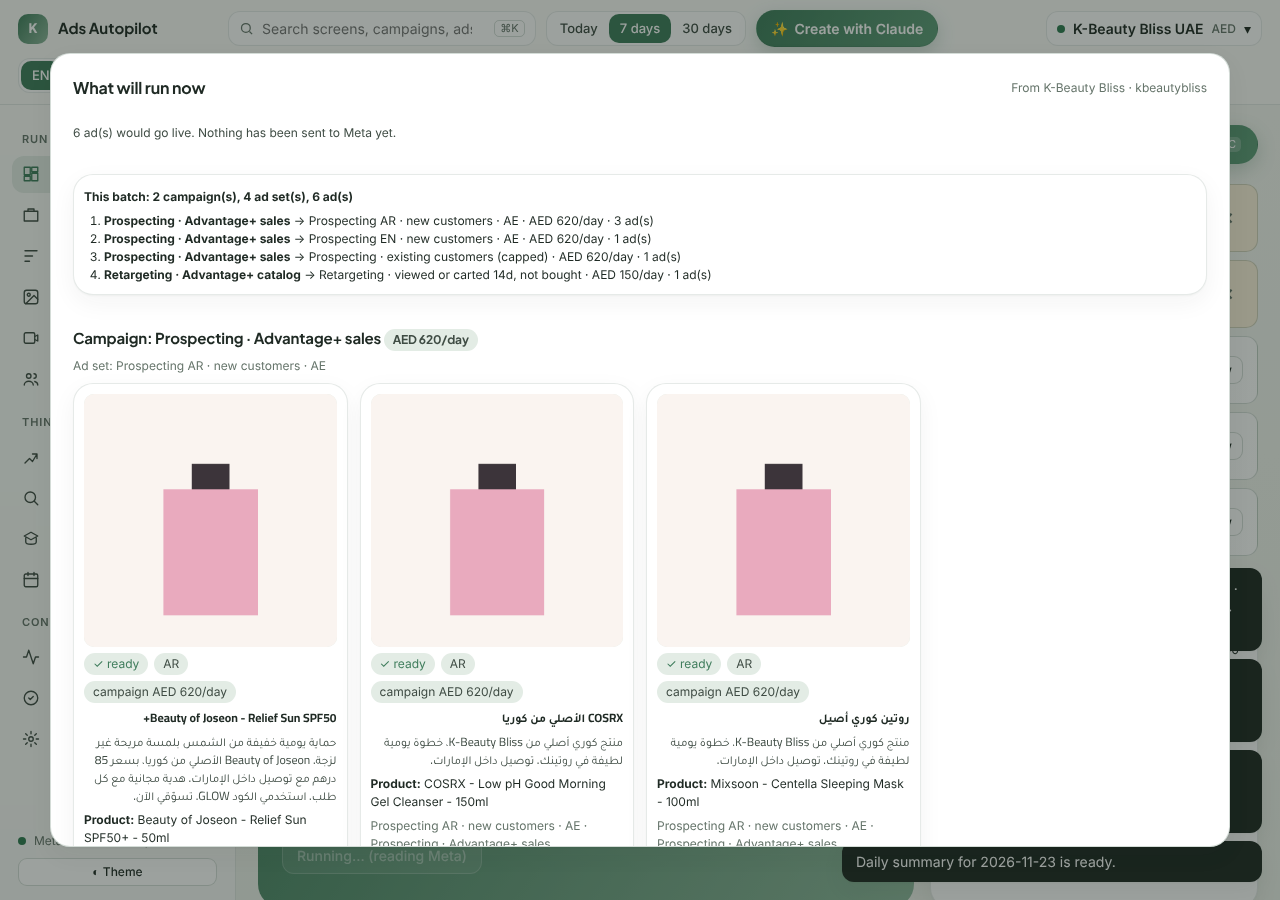 K
Ads Autopilot
Search screens, campaigns, ads
⌘K
Today
7 days
30 days
✨ Create with Claude
K-Beauty Bliss UAE AED ▾
EN
What will run now
From K-Beauty Bliss · kbeautybliss
6 ad(s) would go live. Nothing has been sent to Meta yet.
This batch: 2 campaign(s), 4 ad set(s), 6 ad(s)
1. Prospecting · Advantage+ sales → Prospecting AR · new customers · AE · AED 620/day · 3 ad(s)
2. Prospecting · Advantage+ sales → Prospecting EN · new customers · AE · AED 620/day · 1 ad(s)
3. Prospecting · Advantage+ sales → Prospecting · existing customers (capped) · AED 620/day · 1 ad(s)
4. Retargeting · Advantage+ catalog → Retargeting · viewed or carted 14d, not bought · AED 150/day · 1 ad(s)
Campaign: Prospecting · Advantage+ sales AED 620/day
Ad set: Prospecting AR · new customers · AE
✓ ready AR
campaign AED 620/day
Beauty of Joseon - Relief Sun SPF50+
حماية يومية خفيفة من الشمس بلمسة مريحة غير
لزجة. Beauty of Joseon الأصلي من كوريا. بسعر 85
درهم مع توصيل داخل الإمارات. هدية مجانية مع كل
طلب. استخدمي الكود GLOW. تسوّقي الآن.
Product: Beauty of Joseon - Relief Sun
SPF50+ - 50ml
✓ ready AR
campaign AED 620/day
COSRX الأصلي من كوريا
منتج كوري أصلي من K-Beauty Bliss. خطوة يومية
لطيفة في روتينك. توصيل داخل الإمارات.
Product: COSRX - Low pH Good Morning
Gel Cleanser - 150ml
Prospecting AR · new customers · AE ·
Prospecting · Advantage+ sales
✓ ready AR
campaign AED 620/day
روتين كوري أصيل
منتج كوري أصلي من K-Beauty Bliss. خطوة يومية
لطيفة في روتينك. توصيل داخل الإمارات.
Product: Mixsoon - Centella Sleeping Mask
- 100ml
Prospecting AR · new customers · AE ·
Prospecting · Advantage+ sales
RUN
THIN
CON
Theme
Running... (reading Meta)
Daily summary for 2026-11-23 is ready.